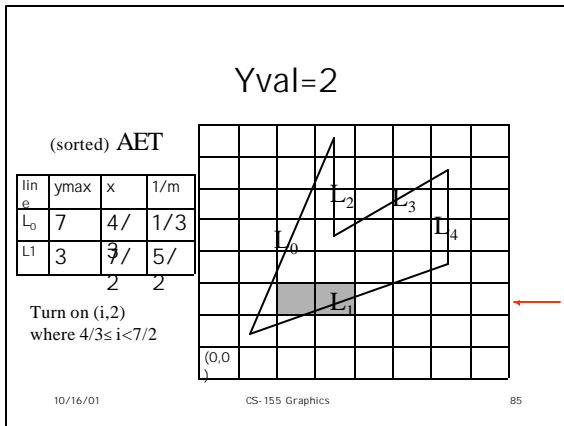 Yval=2
(sorted) AET
lin
e
ymax
x
1/m
L0
7
4/
3
1/3
L1
3
7/
2
5/
2
Turn on (i,2)
where 4/3≤ i<7/2
L0
L2
L3
L4
L1
(0,0
)
10/16/01
CS-155 Graphics
85